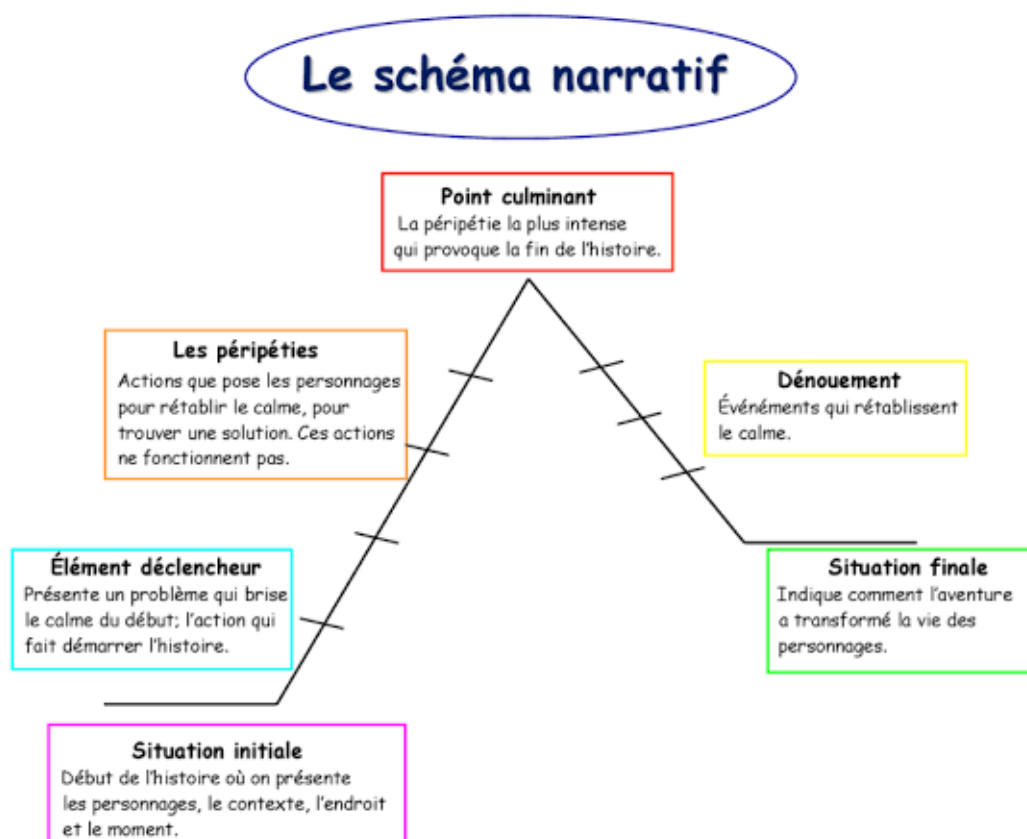 Le schéma narratif
Point culminant
La péripétie la plus intense
qui provoque la fin de l'histoire.
Les péripéties
Actions que pose les personnages
pour rétablir le calme, pour
trouver une solution. Ces actions
ne fonctionnent pas.
Dénouement
Événéments qui rétablissent
le calme.
Élément déclencheur
Présente un problème qui brise
le calme du début; l'action qui
fait démarrer l'histoire.
Situation finale
Indique comment l'aventure
a transformé la vie des
personnages.
Situation initiale
Début de l'histoire où on présente
les personnages, le contexte, l'endroit
et le moment.